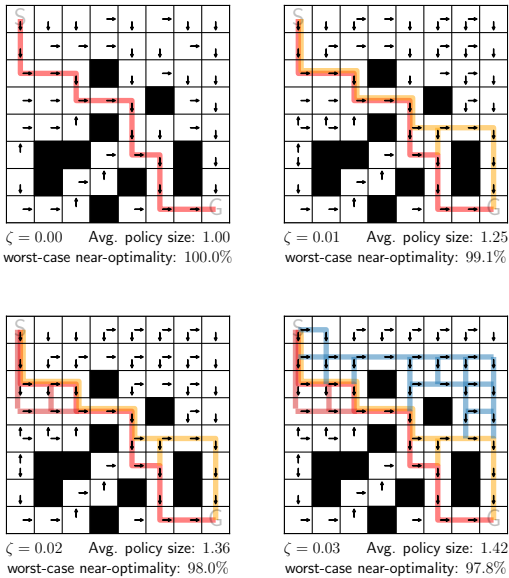 S
G
ζ = 0.00 Avg. policy size: 1.00
worst-case near-optimality: 100.0%
S
G
ζ = 0.01 Avg. policy size: 1.25
worst-case near-optimality: 99.1%
S
G
ζ = 0.02 Avg. policy size: 1.36
worst-case near-optimality: 98.0%
S
G
ζ = 0.03 Avg. policy size: 1.42
worst-case near-optimality: 97.8%